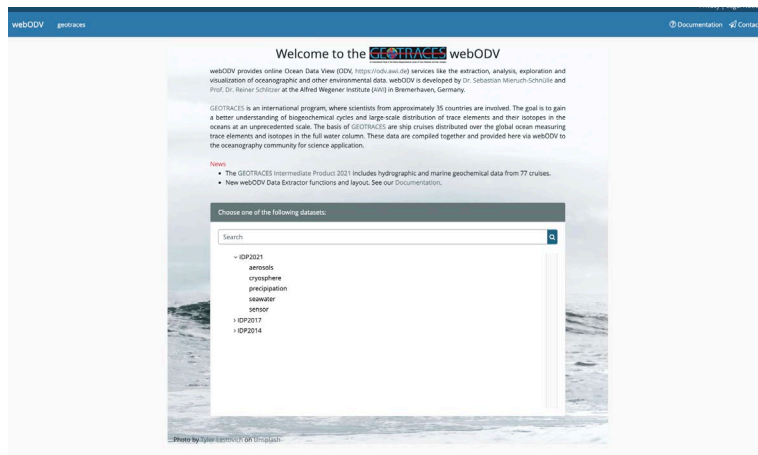 webODV geotraces
Documentation Contac
Welcome to the GEOTRACES webODV
webODV provides online Ocean Data View (ODV, https://odv.awi.de) services like the extraction, analysis, exploration and
visualization of oceanographic and other environmental data. webODV is developed by Dr. Sebastian Mieruch-Schnülle and
Prof. Dr. Reiner Schlitzer at the Alfred Wegener Institute (AWI) in Bremerhaven, Germany.
GEOTRACES is an international program, where scientists from approximately 35 countries are involved. The goal is to gain
a better understanding of biogeochemical cycles and large-scale distribution of trace elements and their isotopes in the
oceans at an unprecedented scale. The basis of GEOTRACES are ship cruises distributed over the global ocean measuring
trace elements and isotopes in the full water column. These data are compiled together and provided here via webODV to
the oceanography community for science application.
News
• The GEOTRACES Intermediate Product 2021 includes hydrographic and marine geochemical data from 77 cruises.
• New webODV Data Extractor functions and layout. See our Documentation.
Choose one of the following datasets:
Search
IDP2021
aerosols
cryosphere
precipipation
seawater
sensor
IDP2017
IDP2014
Photo by Tyler Lastovich on Unsplash